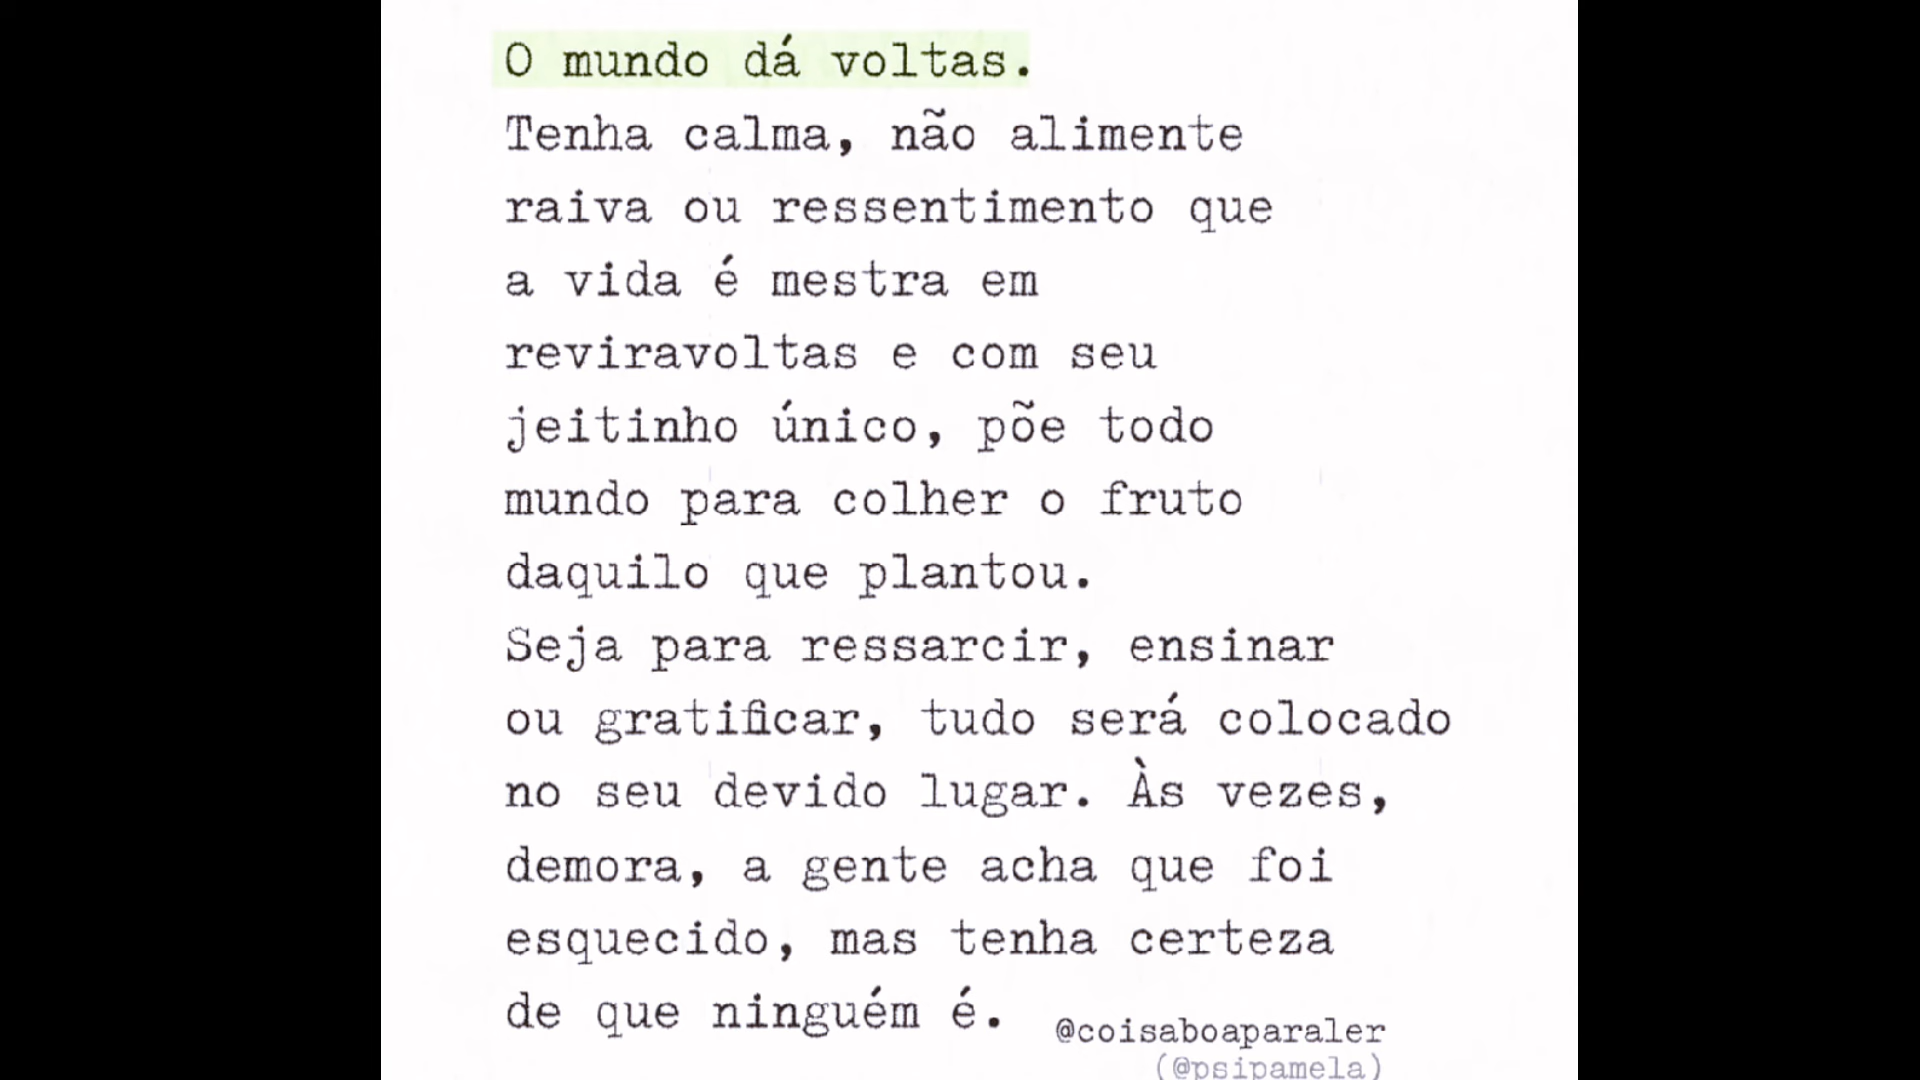 O mundo dá voltas.
Tenha calma, não alimente
raiva ou ressentimento que
a vida é mestra em
reviravoltas e com seu
jeitinho único, põe todo
mundo para colher o fruto
daquilo que plantou.
Seja para ressarcir, ensinar
ou gratificar, tudo será colocado
no seu devido lugar. Às vezes,
demora, a gente acha que foi
esquecido, mas tenha certeza
de que ninguém é.
@coisaboaparaler
(@psipamela)